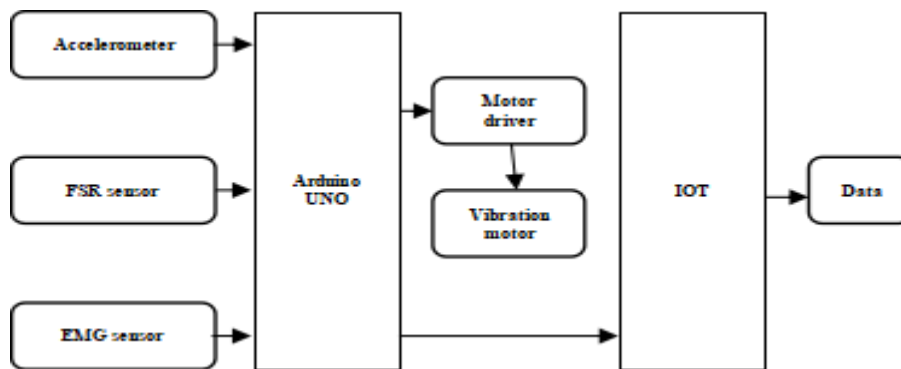 Accelerometer
FSR sensor
EMG sensor
Arduino
UNO
Motor
driver
Vibration
motor
IOT
Data